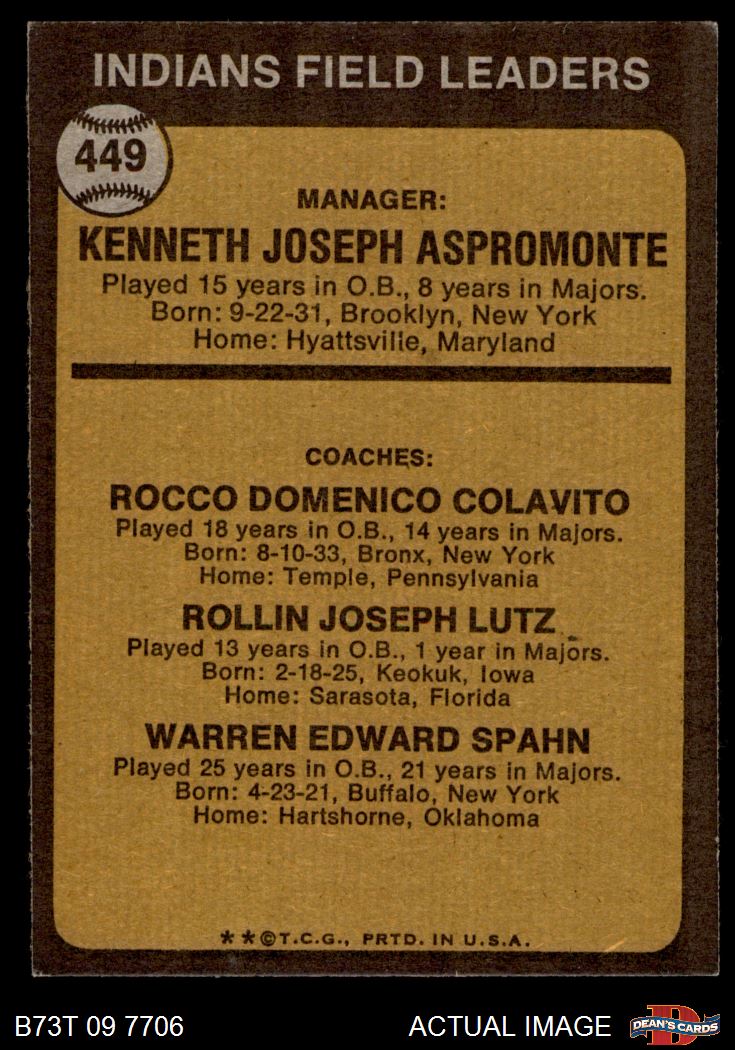 INDIANS FIELD LEADERS
449
MANAGER:
KENNETH JOSEPH ASPROMONTE
Played 15 years in O.B., 8 years in Majors.
Born: 9-22-31, Brooklyn, New York
Home: Hyattsville, Maryland
COACHES:
ROCCO DOMENICO COLAVITO
Played 18 years in O.B., 14 years in Majors.
Born: 8-10-33, Bronx, New York
Home: Temple, Pennsylvania
ROLLIN JOSEPH LUTZ
Played 13 years in O.B., 1 year in Majors.
Born: 2-18-25, Keokuk, Iowa
Home: Sarasota, Florida
WARREN EDWARD SPAHN
Played 25 years in O.B., 21 years in Majors.
Born: 4-23-21, Buffalo, New York
Home: Hartshorne, Oklahoma
**©T.C.G., PRTD. IN U.S.A.
B73T 09 7706 ACTUAL IMAGE
D
DEAN'S CARDS